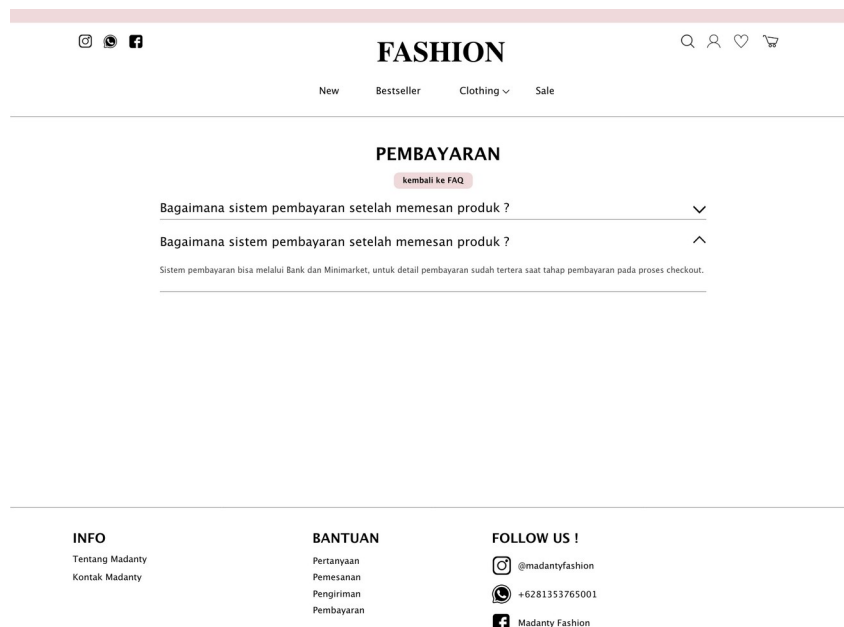 FASHION
New Bestseller Clothing Sale
PEMBAYARAN
kembali ke FAQ
Bagaimana sistem pembayaran setelah memesan produk ?
Bagaimana sistem pembayaran setelah memesan produk ?
Sistem pembayaran bisa melalui Bank dan Minimarket, untuk detail pembayaran sudah tertera saat tahap pembayaran pada proses checkout.
INFO
Tentang Madanty
Kontak Madanty
BANTUAN
Pertanyaan
Pemesanan
Pengiriman
Pembayaran
FOLLOW US !
@madantyfashion
+6281353765001
Madanty Fashion